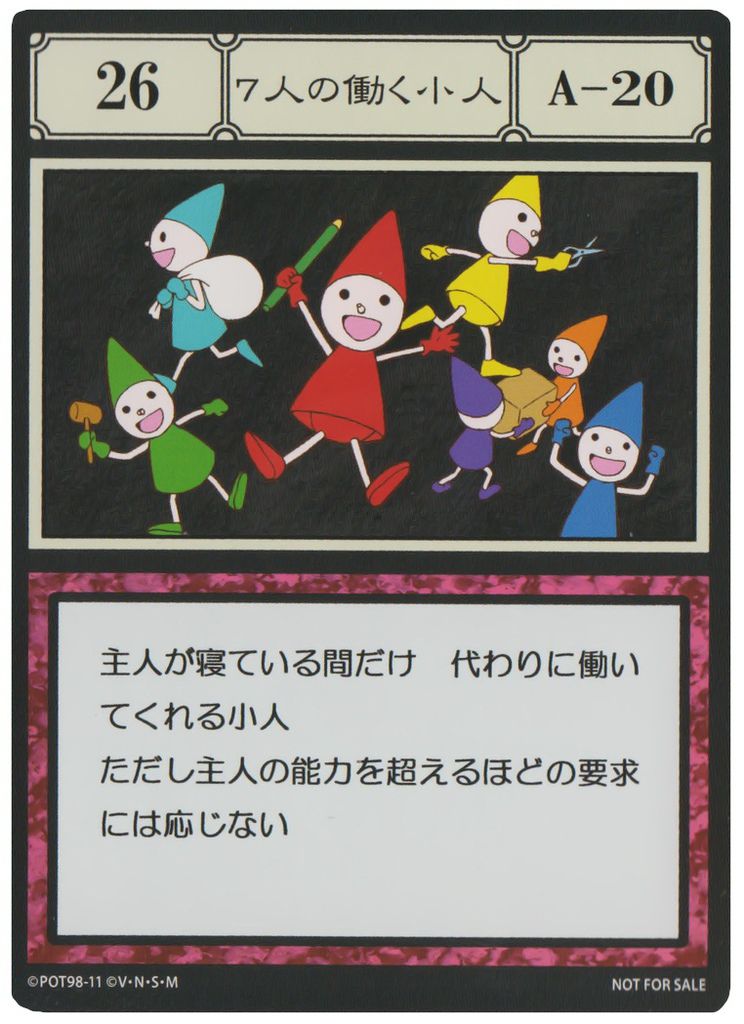 26
７人の働く小人
A-20
主人が寝ている間だけ　代わりに働い
てくれる小人
ただし主人の能力を超えるほどの要求
には応じない
©POT98-11 ©V･N･S･M
NOT FOR SALE